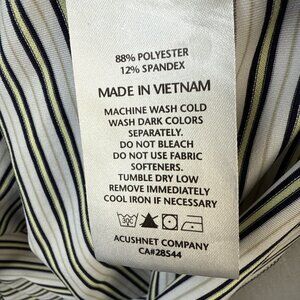 88% POLYESTER
12% SPANDEX
MADE IN VIETNAM
MACHINE WASH COLD
WASH DARK COLORS
SEPARATELY.
DO NOT BLEACH
DO NOT USE FABRIC
SOFTENERS.
TUMBLE DRY LOW
REMOVE IMMEDIATELY
COOL IRON IF NECESSARY
30C
ACUSHNET COMPANY
CA#28544